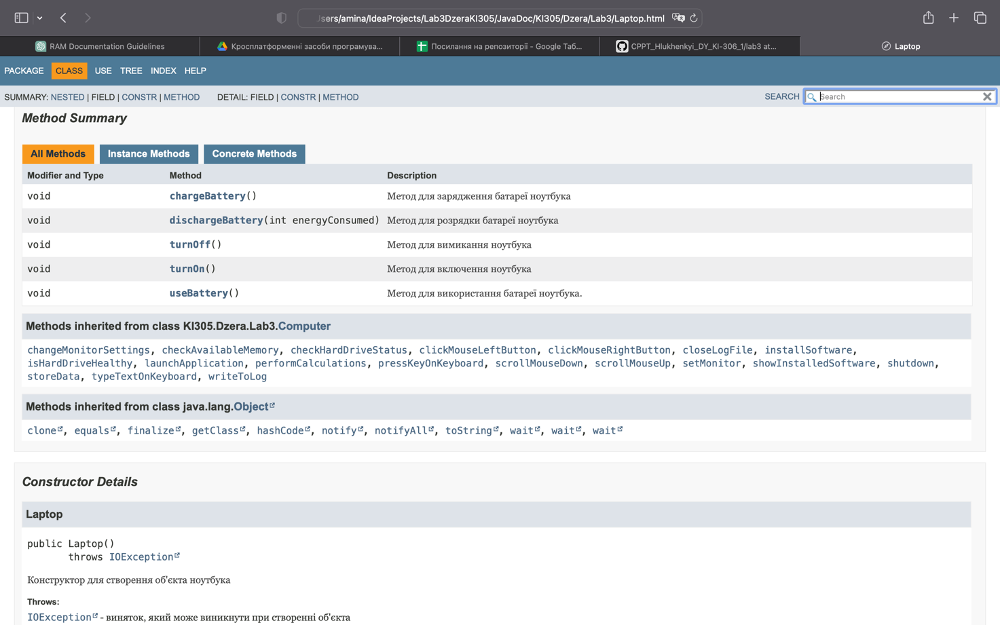 sers/amina/IdeaProjects/Lab3DzeraKI305/JavaDoc/KI305/Dzera/Lab3/Laptop.html
RAM Documentation Guidelines
Кросплатформенні засоби програмува...
Посилання на репозиторії - Google Таб...
CPPT_Hlukhenkyi_DY_KI-306_1/lab3 at...
Laptop
PACKAGE CLASS USE TREE INDEX HELP
SUMMARY: NESTED | FIELD | CONSTR | METHOD DETAIL: FIELD | CONSTR | METHOD SEARCH Search
Method Summary
All Methods Instance Methods Concrete Methods
Modifier and Type Method Description
void chargeBattery() Метод для зарядження батареї ноутбука
void dischargeBattery(int energyConsumed) Метод для розрядки батареї ноутбука
void turnOff() Метод для вимикання ноутбука
void turnOn() Метод для включення ноутбука
void useBattery() Метод для використання батареї ноутбука.
Methods inherited from class KI305.Dzera.Lab3.Computer
changeMonitorSettings, checkAvailableMemory, checkHardDriveStatus, clickMouseLeftButton, clickMouseRightButton, closeLogFile, installSoftware,
isHardDriveHealthy, launchApplication, performCalculations, pressKeyOnKeyboard, scrollMouseDown, scrollMouseUp, setMonitor, showInstalledSoftware, shutdown,
storeData, typeTextOnKeyboard, writeToLog
Methods inherited from class java.lang.Object
clone, equals, finalize, getClass, hashCode, notify, notifyAll, toString, wait, wait, wait
Constructor Details
Laptop
public Laptop()
throws IOException
Конструктор для створення об'єкта ноутбука
Throws:
IOException - виняток, який може виникнути при створенні об'єкта